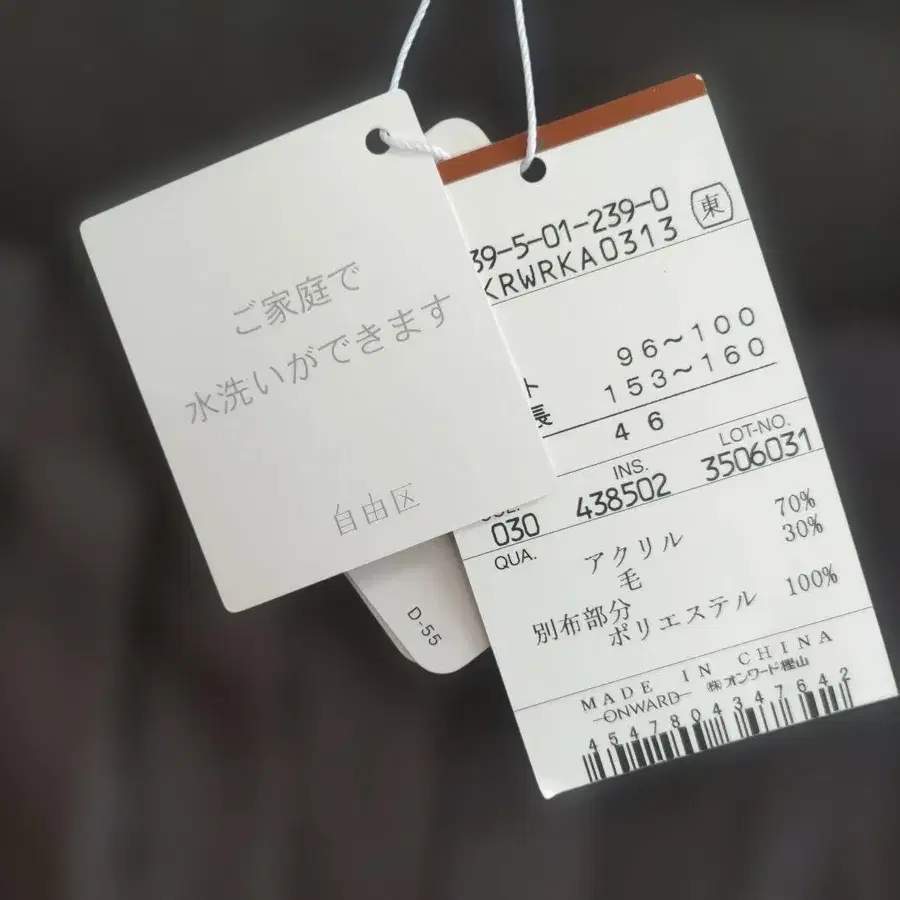 ご家庭で
水洗いができます
自由区
D-55
39-5-01-239-0 東
KRWRKA0313
96~100
ト 153~160
長 46
INS. LOT-NO.
030 438502 3506031
QUA. アクリル 70%
毛 30%
別布部分
ポリエステル 100%
MADE IN CHINA
ONWARD ㈱オンワード樫山
4547804347642